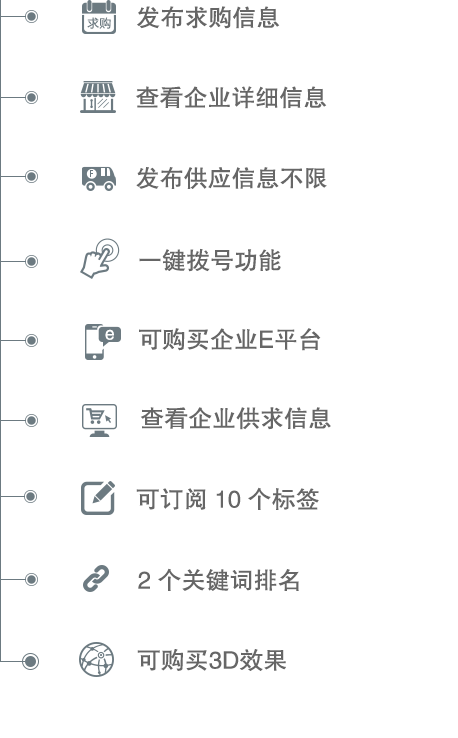 求购
发布求购信息
查看企业详细信息
F
发布供应信息不限
一键拨号功能
e
可购买企业E平台
查看企业供求信息
可订阅 10 个标签
2 个关键词排名
可购买3D效果